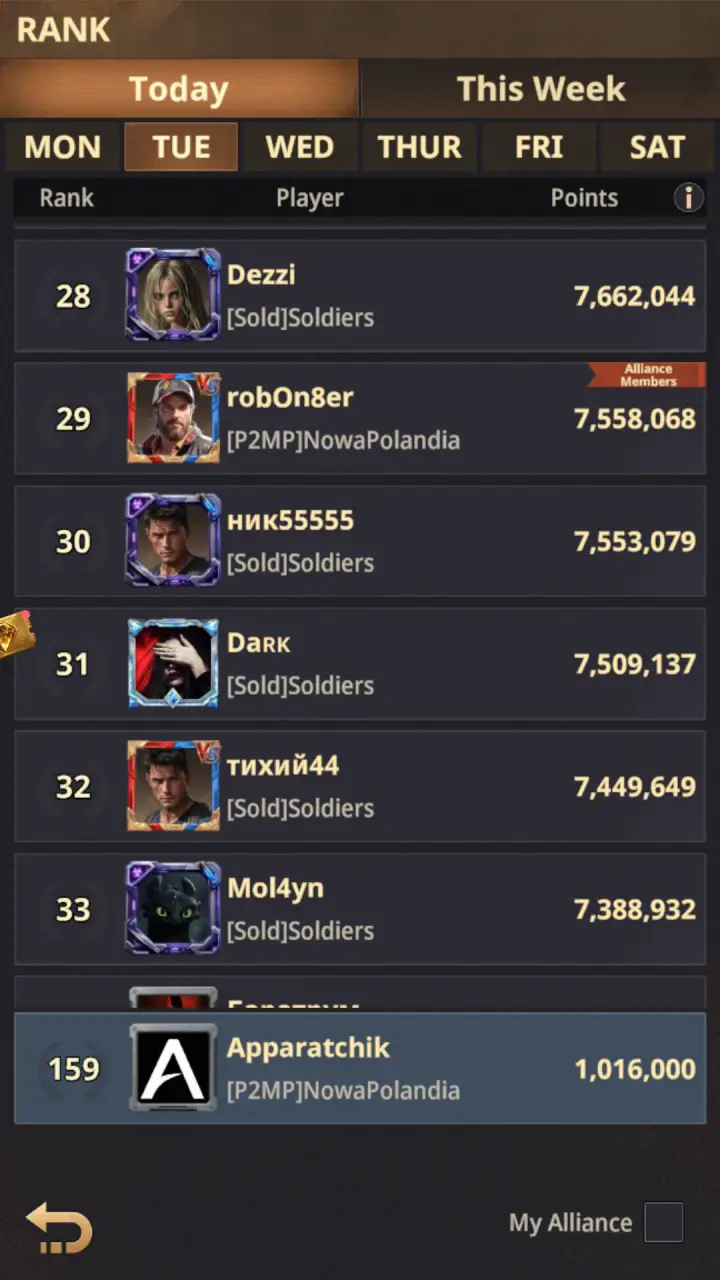 RANK
Today
This Week
MON
TUE
WED
THUR
FRI
SAT
Rank
Player
Points
28
Dezzi
[Sold]Soldiers
7,662,044
Alliance
Members
29
robOn8er
[P2MP]NowaPolandia
7,558,068
30
ник55555
[Sold]Soldiers
7,553,079
31
Dᴀʀᴋ
[Sold]Soldiers
7,509,137
32
тихий44
[Sold]Soldiers
7,449,649
33
Mol4yn
[Sold]Soldiers
7,388,932
159
Apparatchik
[P2MP]NowaPolandia
1,016,000
My Alliance